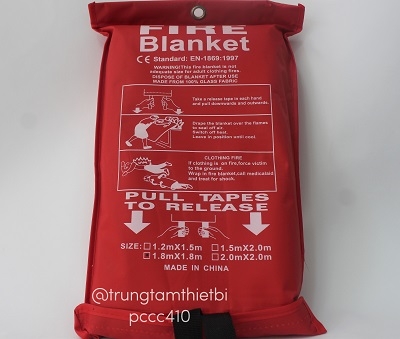 FIRE
Blanket
CE Standard: EN-1869:1997
WARNING!This fire blanket is not
adequate size for adult clothing fires.
DISPOSE OF BLANKET AFTER USE
MADE FROM 100% GLASS FABRIC
Take a release tape in each hand
and pull downwards and outwards.
Drape the blanket over the flames
to seal off air.
Switch off heat.
Leave in position until cool.
CLOTHING FIRE
If clothing is on fire,force victim
to the ground.
Wrap in fire blanket,call medicalaid
and treat for shock.
PULL TAPES
TO RELEASE
SIZE: □1.2mX1.5m □1.5mX2.0m
□1.8mX1.8m □2.0mX2.0m
MADE IN CHINA
@trungtamthietbi
pccc410